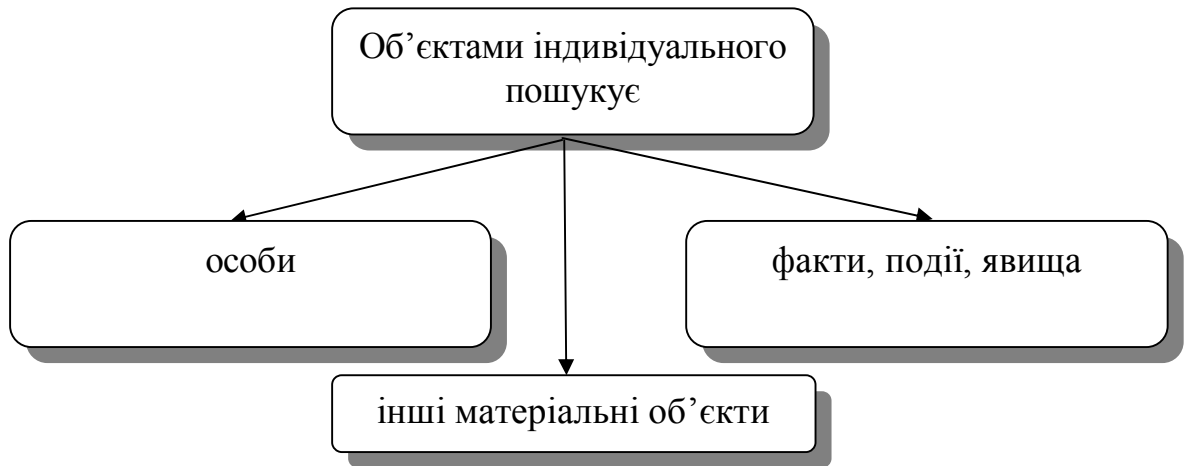 Об’єктами індивідуального
пошукує
особи
факти, події, явища
інші матеріальні об’єкти